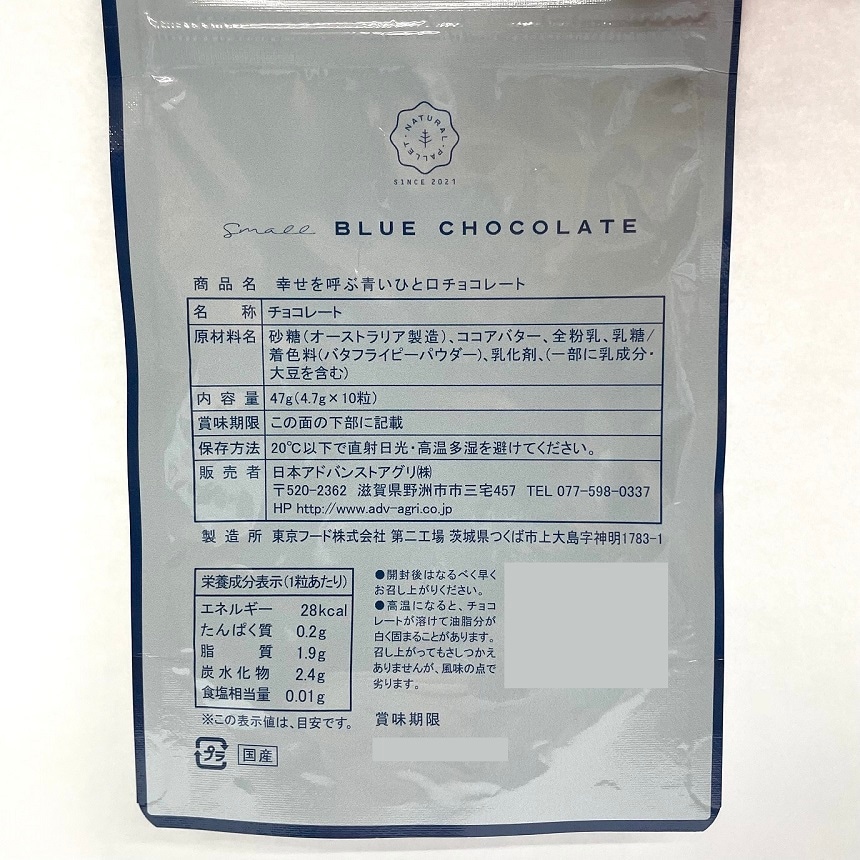 NATURAL・PALLET・
SINCE 2021
small BLUE CHOCOLATE
商品名 幸せを呼ぶ青いひと口チョコレート
名称 チョコレート
原材料名 砂糖(オーストラリア製造)、ココアバター、全粉乳、乳糖/
着色料(バタフライピーパウダー)、乳化剤、(一部に乳成分・
大豆を含む)
内容量 47g(4.7g×10粒)
賞味期限 この面の下部に記載
保存方法 20℃以下で直射日光・高温多湿を避けてください。
販売者 日本アドバンストアグリ㈱
〒520-2362 滋賀県野洲市市三宅457 TEL 077-598-0337
HP http://www.adv-agri.co.jp
製造所 東京フード株式会社 第二工場 茨城県つくば市上大島字神明1783-1
栄養成分表示(1粒あたり)
エネルギー 28kcal
たんぱく質 0.2g
脂質 1.9g
炭水化物 2.4g
食塩相当量 0.01g
※この表示値は、目安です。
プラ 国産
●開封後はなるべく早く
お召し上がりください。
●高温になると、チョコ
レートが溶けて油脂分が
白く固まることがあります。
召し上がってもさしつかえ
ありませんが、風味の点で
劣ります。
賞味期限